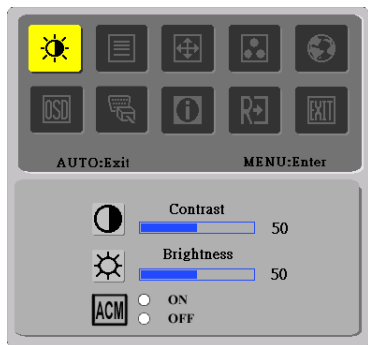 OSD i R EXIT
AUTO:Exit MENU:Enter
Contrast
50
Brightness
50
ACM ON
OFF